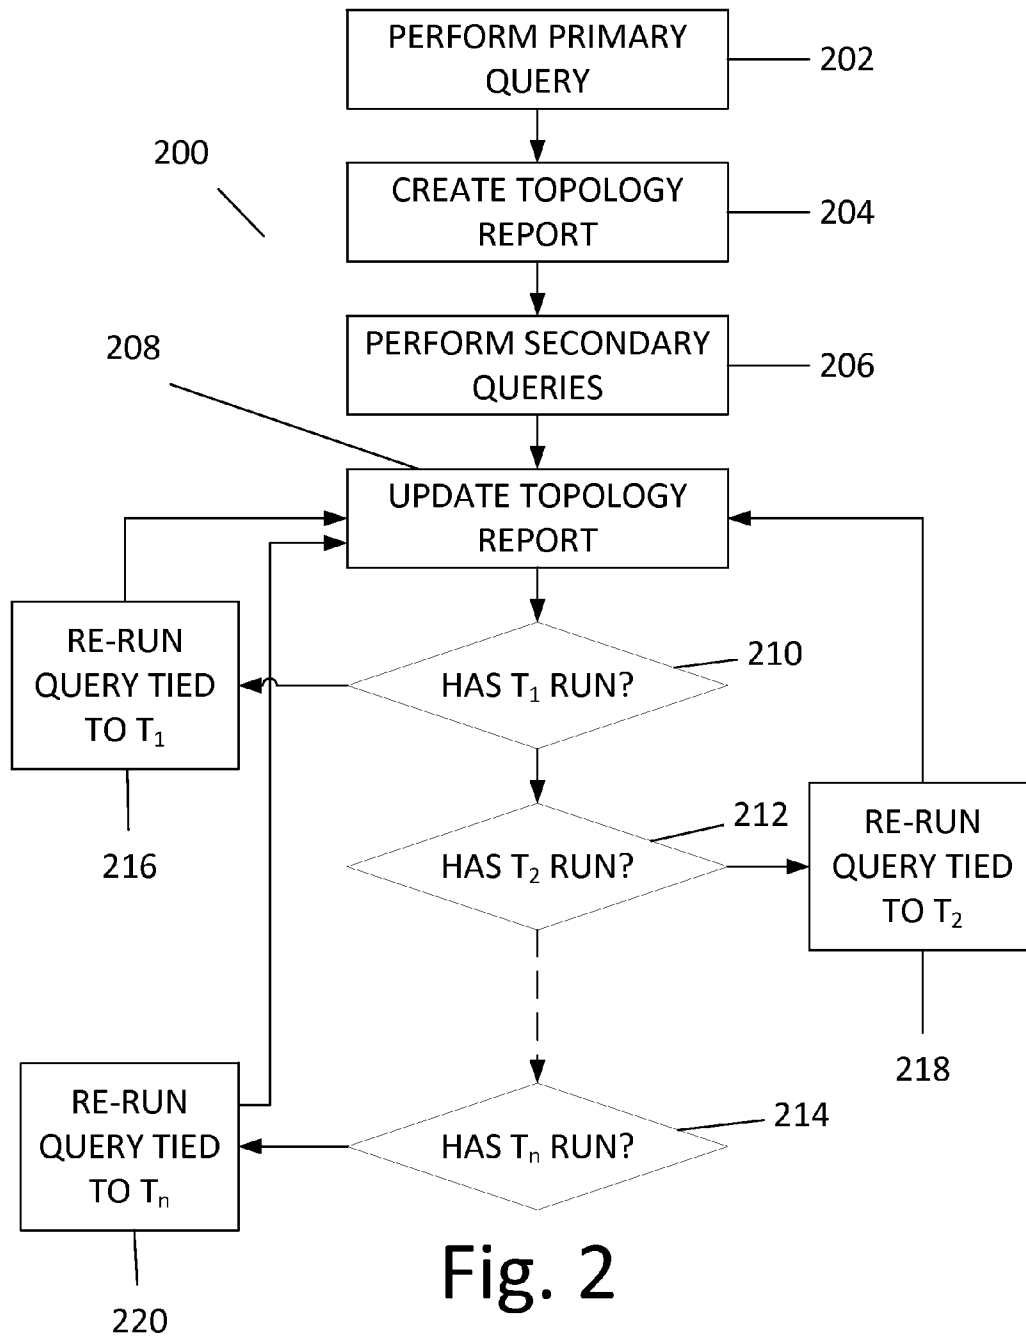 PERFORM PRIMARY
QUERY
202
200
CREATE TOPOLOGY
REPORT
204
208
PERFORM SECONDARY
QUERIES
206
UPDATE TOPOLOGY
REPORT
RE-RUN
QUERY TIED
TO T₁
HAS T₁ RUN?
210
216
HAS T₂ RUN?
212
RE-RUN
QUERY TIED
TO T₂
218
RE-RUN
QUERY TIED
TO Tₙ
HAS Tₙ RUN?
214
220
Fig. 2